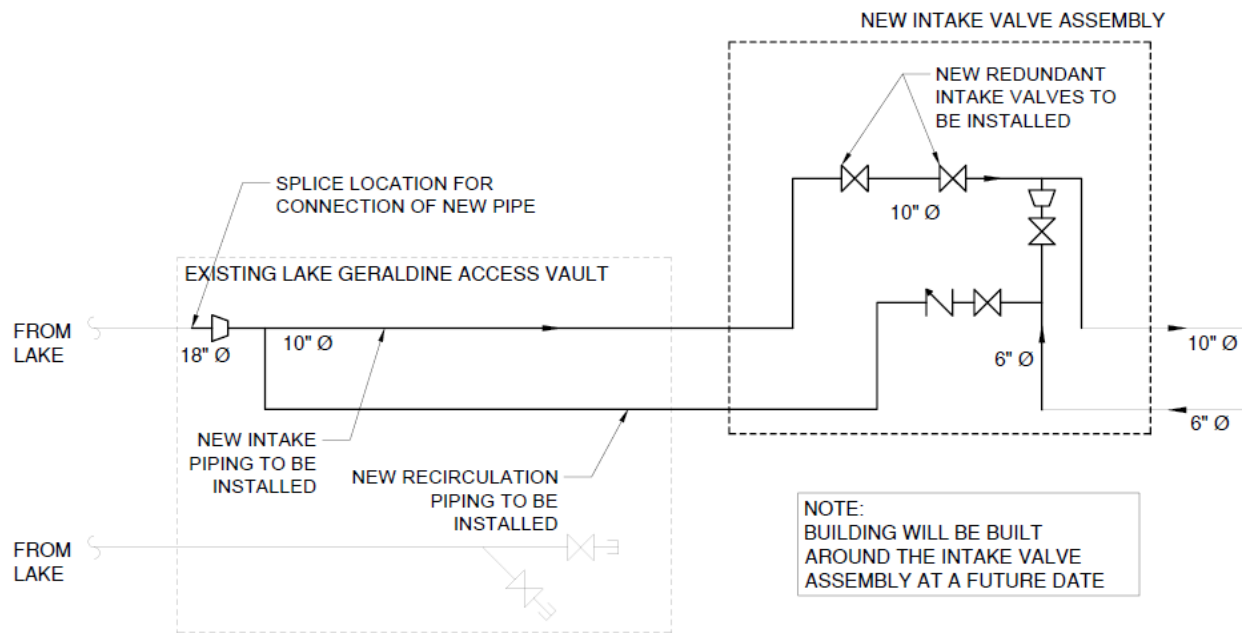 NEW INTAKE VALVE ASSEMBLY
NEW REDUNDANT
INTAKE VALVES TO
BE INSTALLED
SPLICE LOCATION FOR
CONNECTION OF NEW PIPE
10" Ø
EXISTING LAKE GERALDINE ACCESS VAULT
FROM
LAKE
18" Ø
10" Ø
6" Ø
10" Ø
6" Ø
NEW INTAKE
PIPING TO BE
INSTALLED
NEW RECIRCULATION
PIPING TO BE
INSTALLED
FROM
LAKE
NOTE:
BUILDING WILL BE BUILT
AROUND THE INTAKE VALVE
ASSEMBLY AT A FUTURE DATE